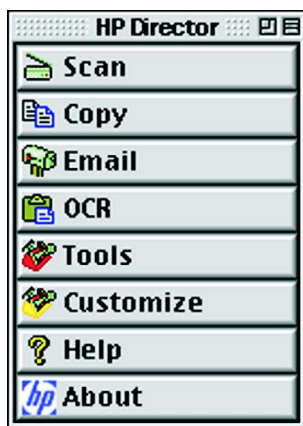 HP Director
Scan
Copy
Email
OCR
Tools
Customize
Help
hp About